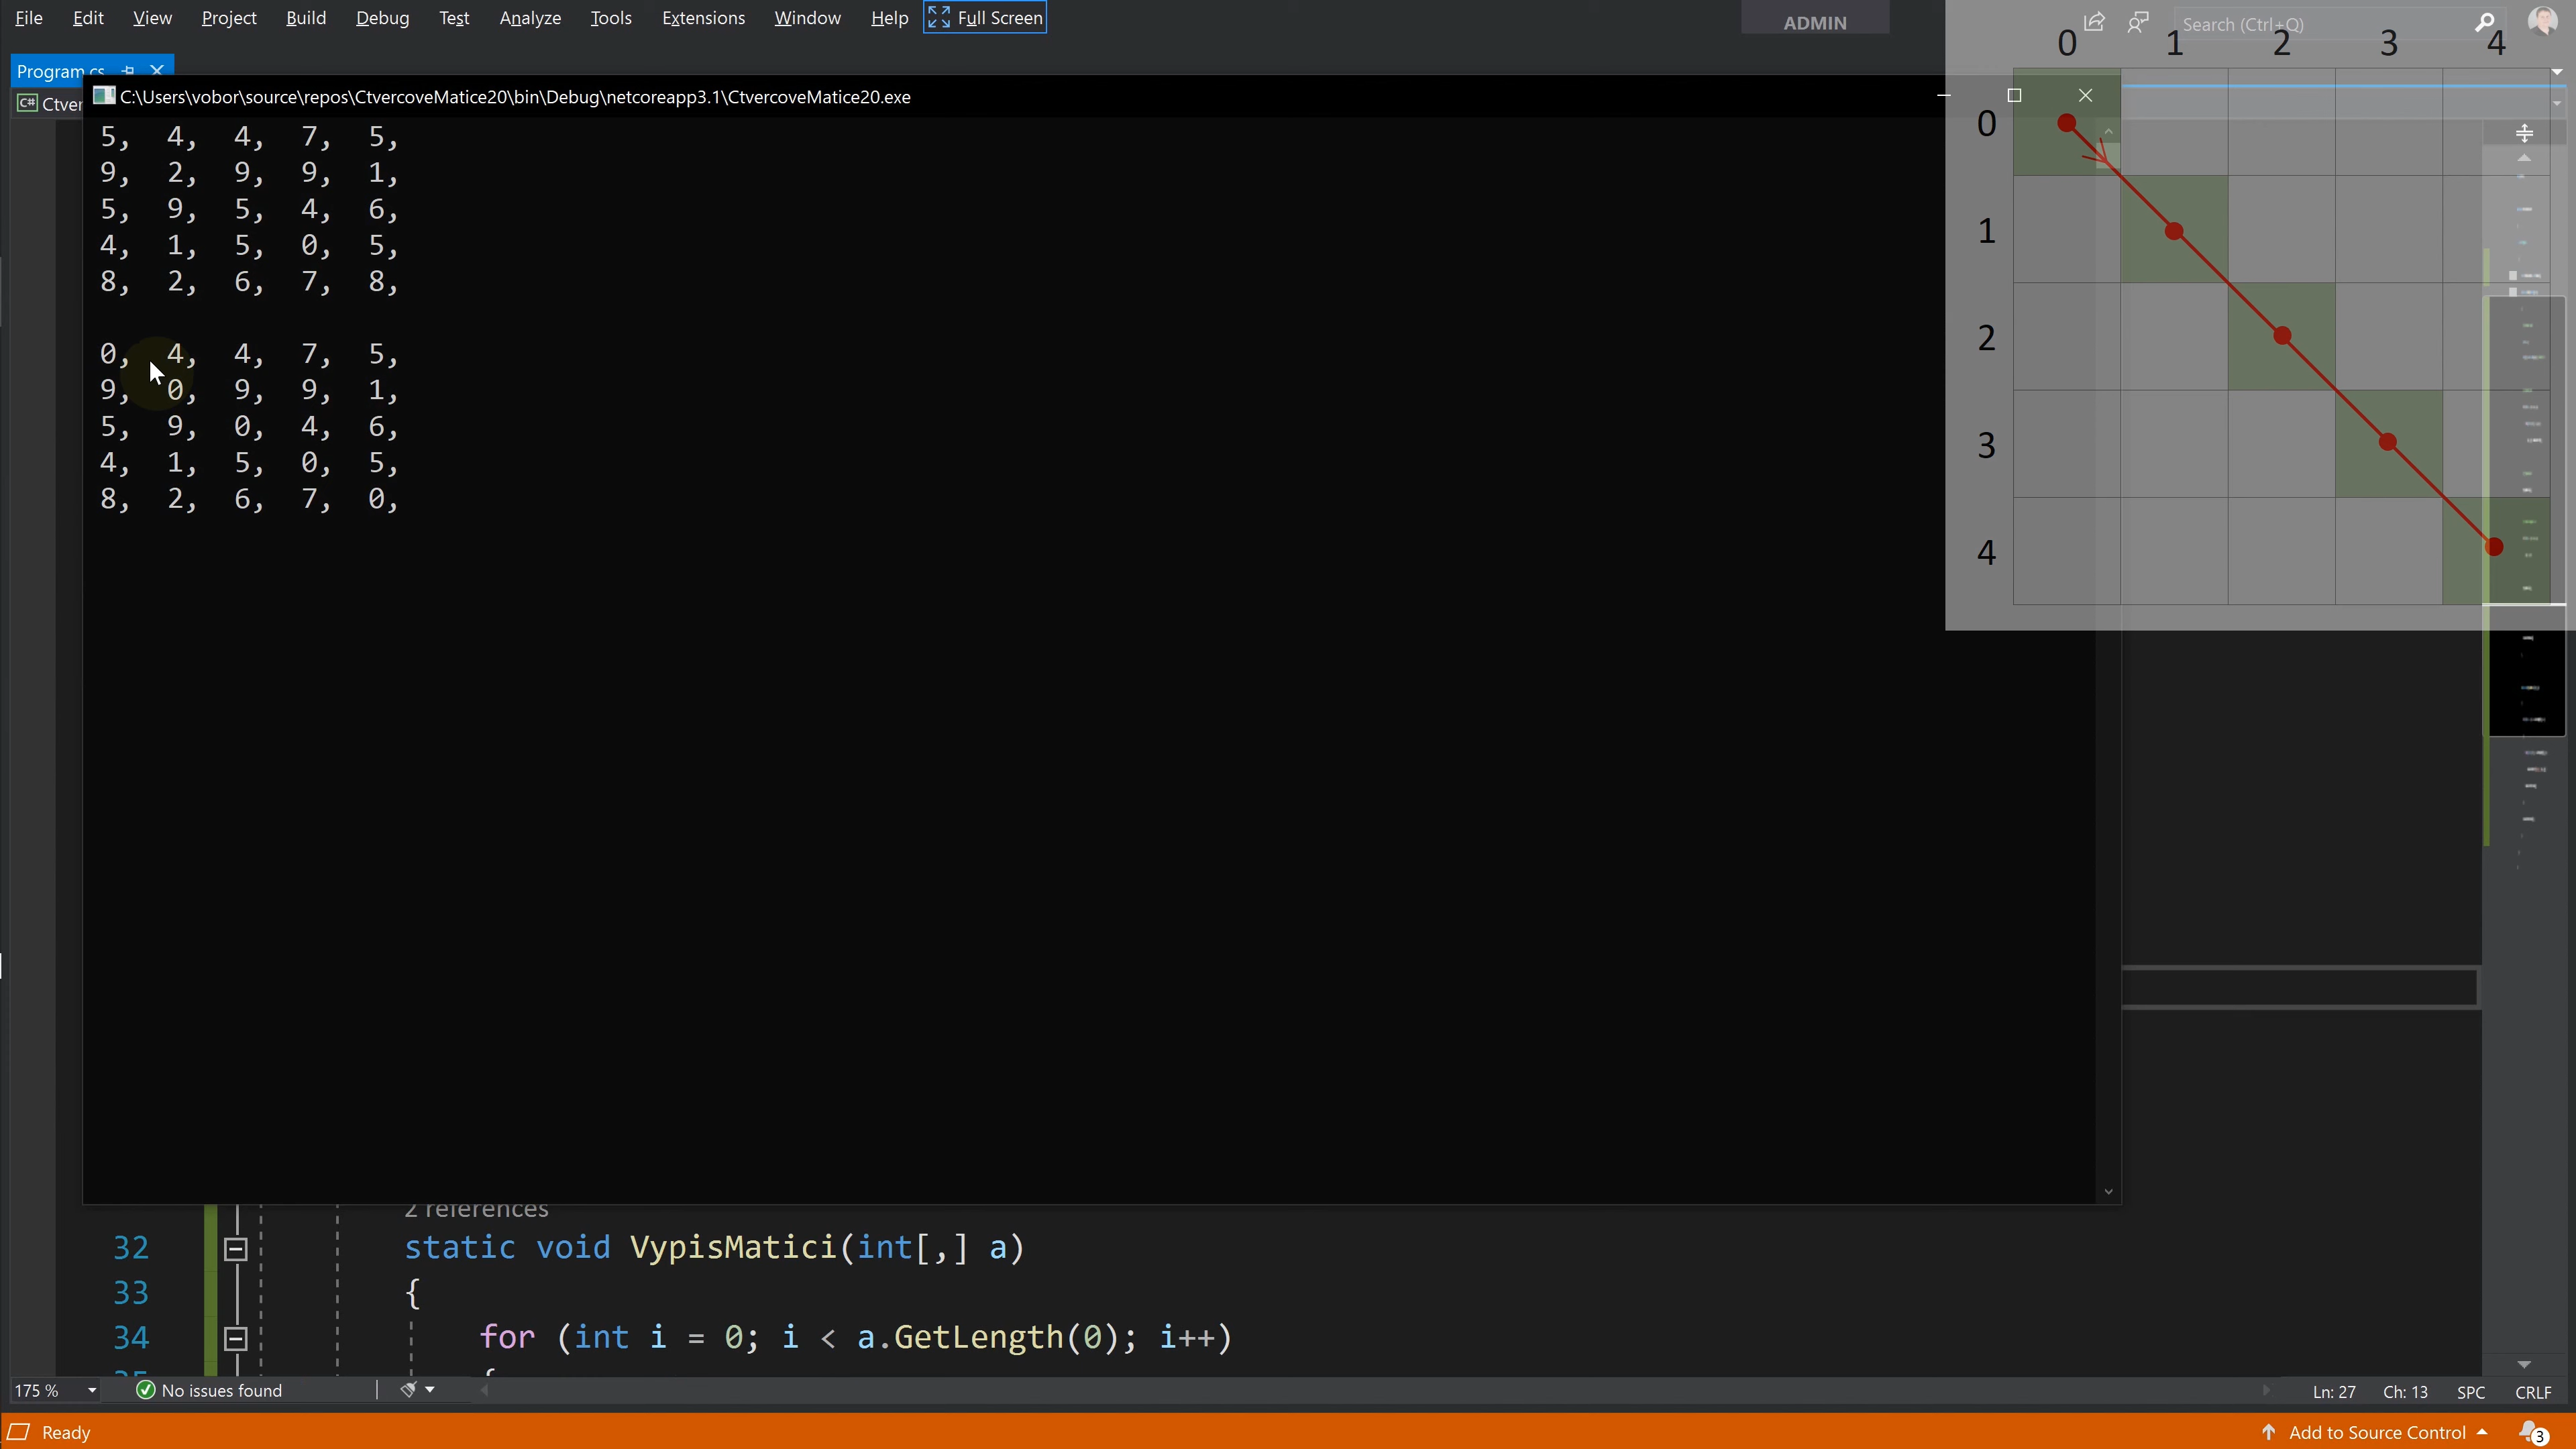 File Edit View Project Build Debug Test Analyze Tools Extensions Window Help Full Screen ADMIN Search (Ctrl+Q)
Program.cs
C# Ctver
C:\Users\vobor\source\repos\CtvercoveMatice20\bin\Debug\netcoreapp3.1\CtvercoveMatice20.exe
0 1 2 3 4
0
1
2
3
4
5, 4, 4, 7, 5,
9, 2, 9, 9, 1,
5, 9, 5, 4, 6,
4, 1, 5, 0, 5,
8, 2, 6, 7, 8,
0, 4, 4, 7, 5,
9, 0, 9, 9, 1,
5, 9, 0, 4, 6,
4, 1, 5, 0, 5,
8, 2, 6, 7, 0,
2 references
32 static void VypisMatici(int[,] a)
33 {
34 for (int i = 0; i < a.GetLength(0); i++)
35 {
175 % No issues found Ln: 27 Ch: 13 SPC CRLF
Ready Add to Source Control 3